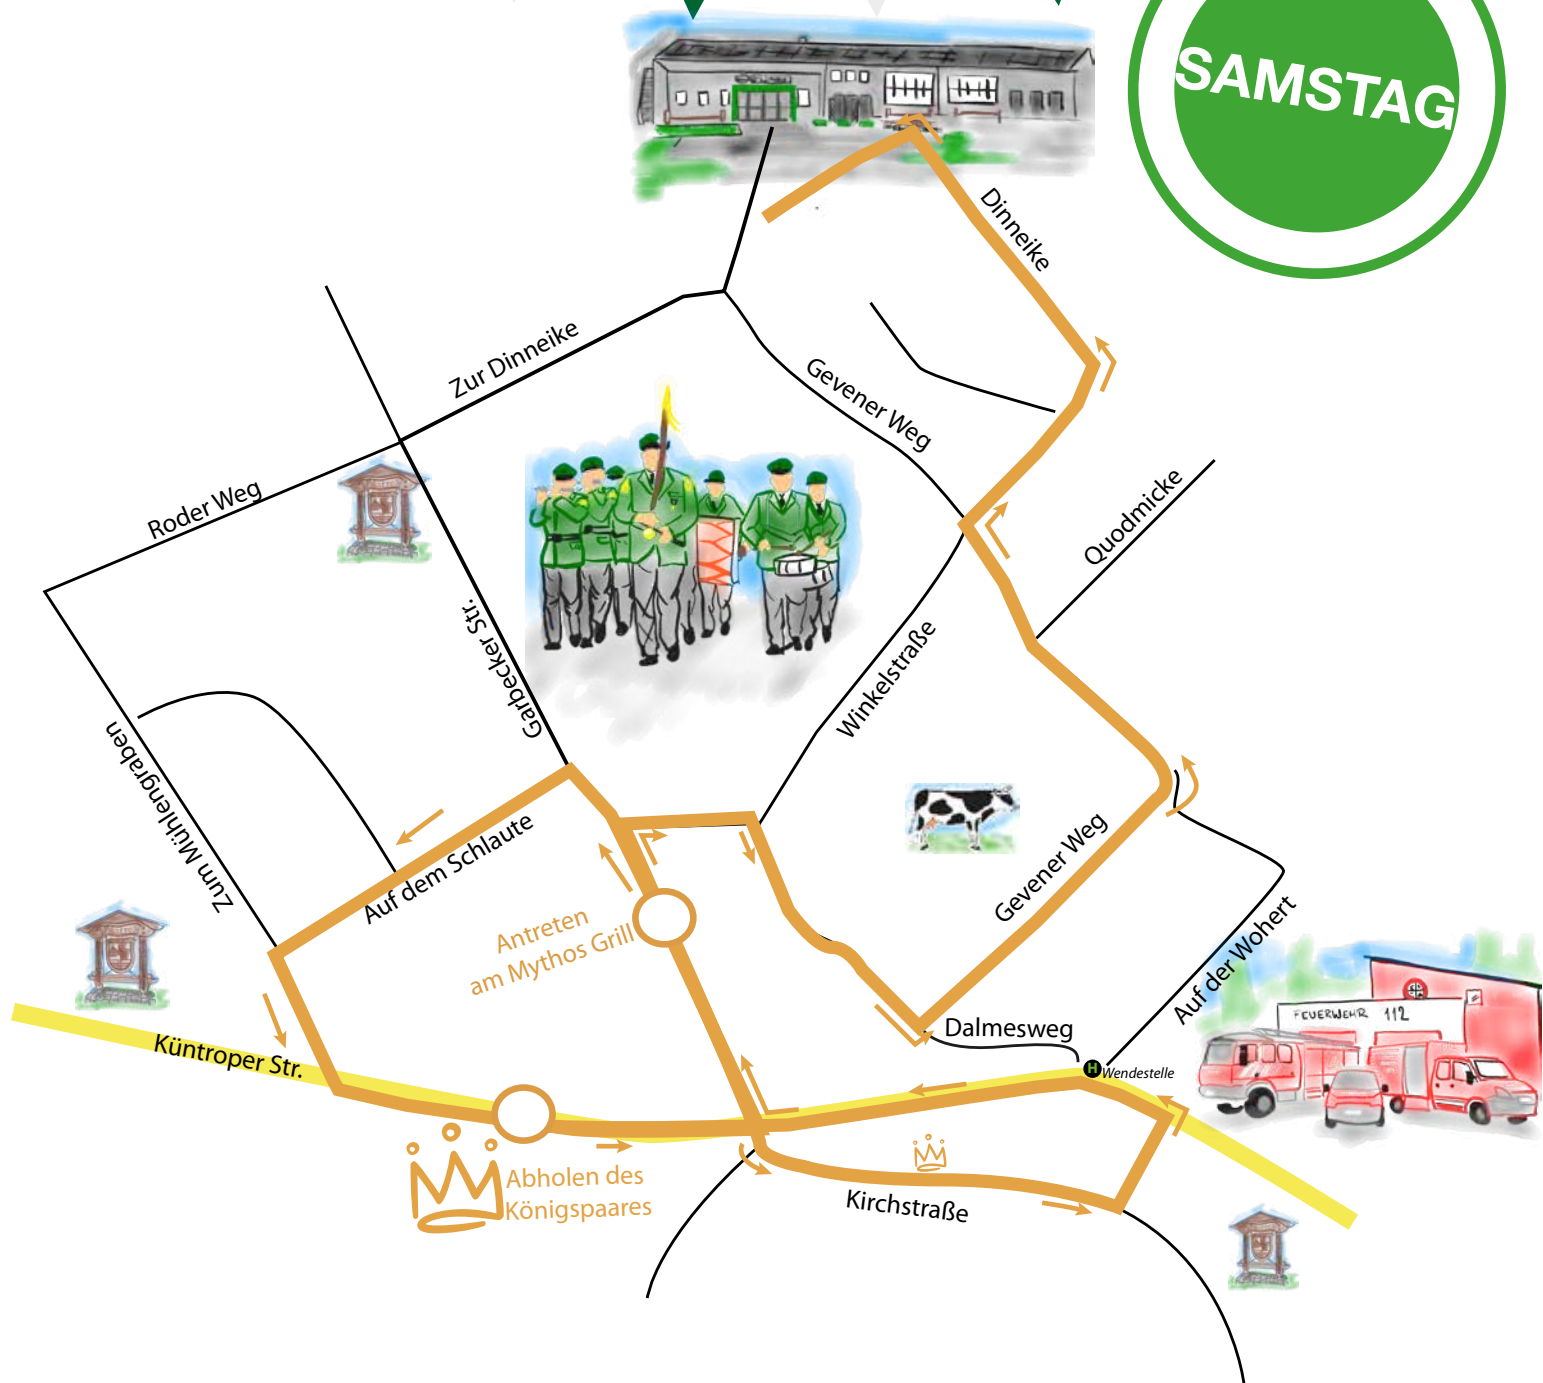 SAMSTAG
Dinneike
Zur Dinneike
Gevener Weg
Roder Weg
Quodmicke
Garbecker Str.
Winkelstraße
Zum Mühlengraben
Auf dem Schlaute
Gevener Weg
Antreten
am Mythos Grill
Auf der Wohert
FEUERWEHR 112
Küntroper Str.
Dalmesweg
H
Wendestelle
Abholen des
Königspaares
Kirchstraße